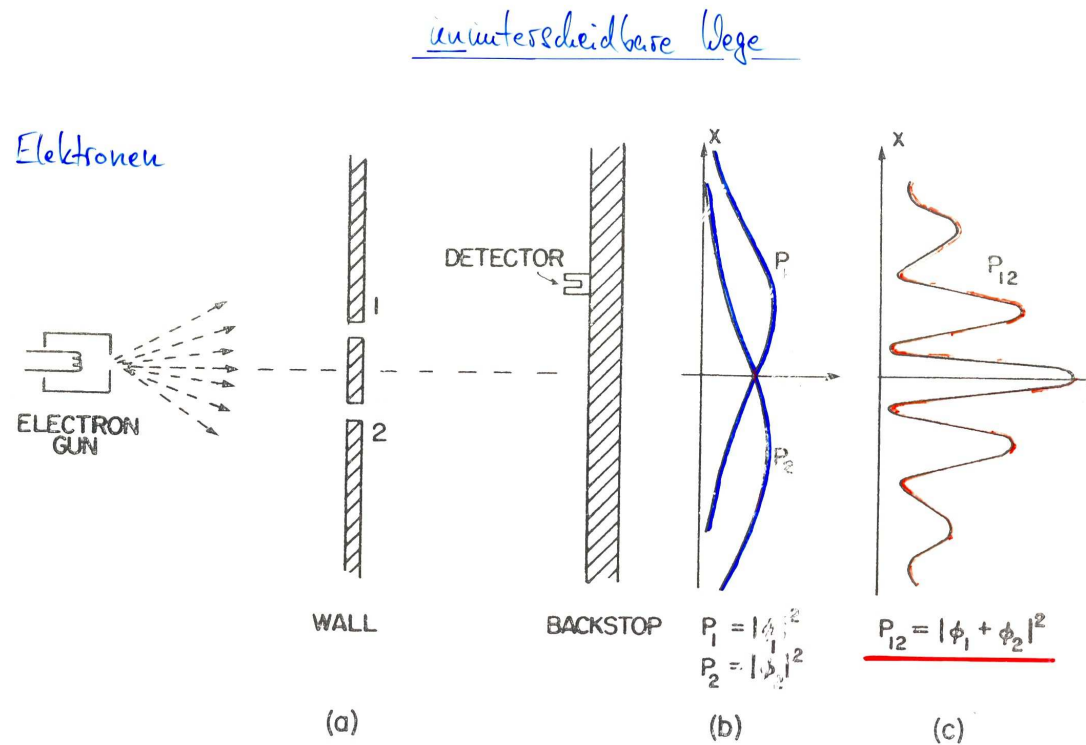 ununterscheidbare Wege
Elektronen
ELECTRON
GUN
1
2
WALL
DETECTOR
BACKSTOP
(a)
X
P₁
P₂
P₁ = |ϕ₁|²
P₂ = |ϕ₂|²
(b)
X
P₁₂
P₁₂ = |ϕ₁ + ϕ₂|²
(c)